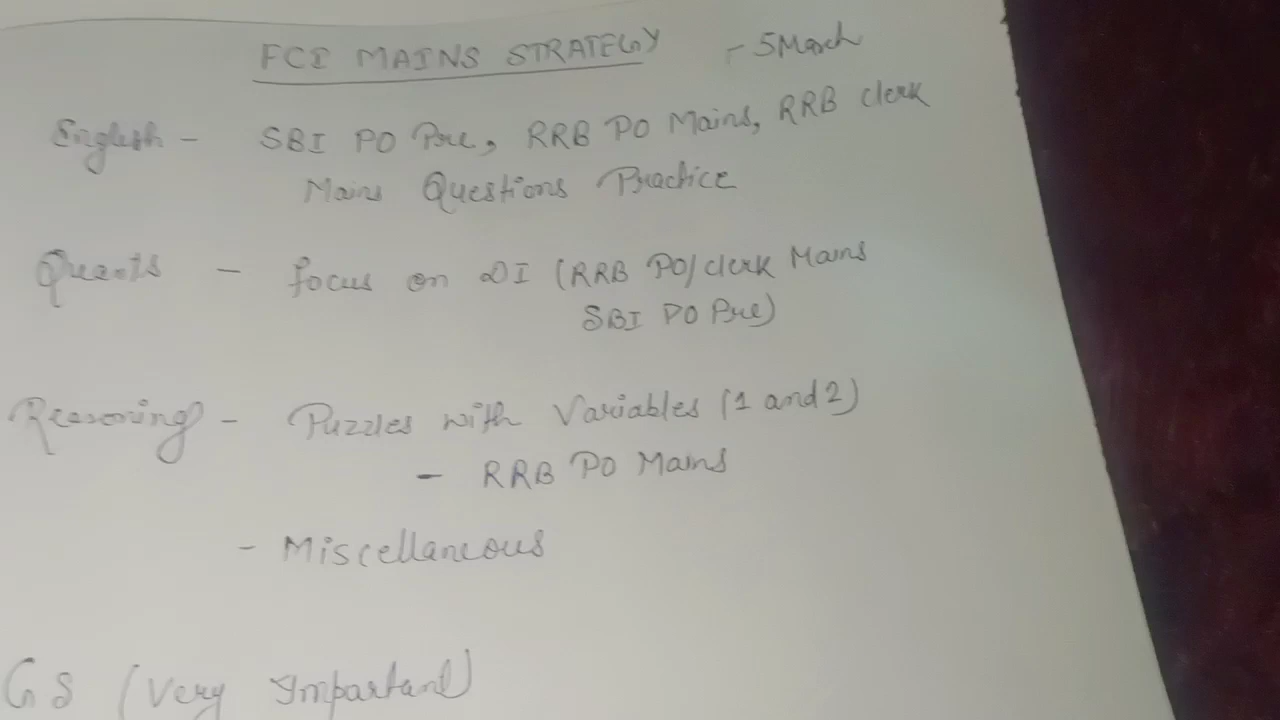 FCI MAINS STRATEGY - 5 March
English - SBI PO Pre, RRB PO Mains, RRB clerk
Mains Questions Practice
Quants - focus on DI (RRB PO/clerk Mains
SBI PO Pre)
Reasoning - Puzzles with Variables (1 and 2)
- RRB PO Mains
- Miscellaneous
GS (Very Important)